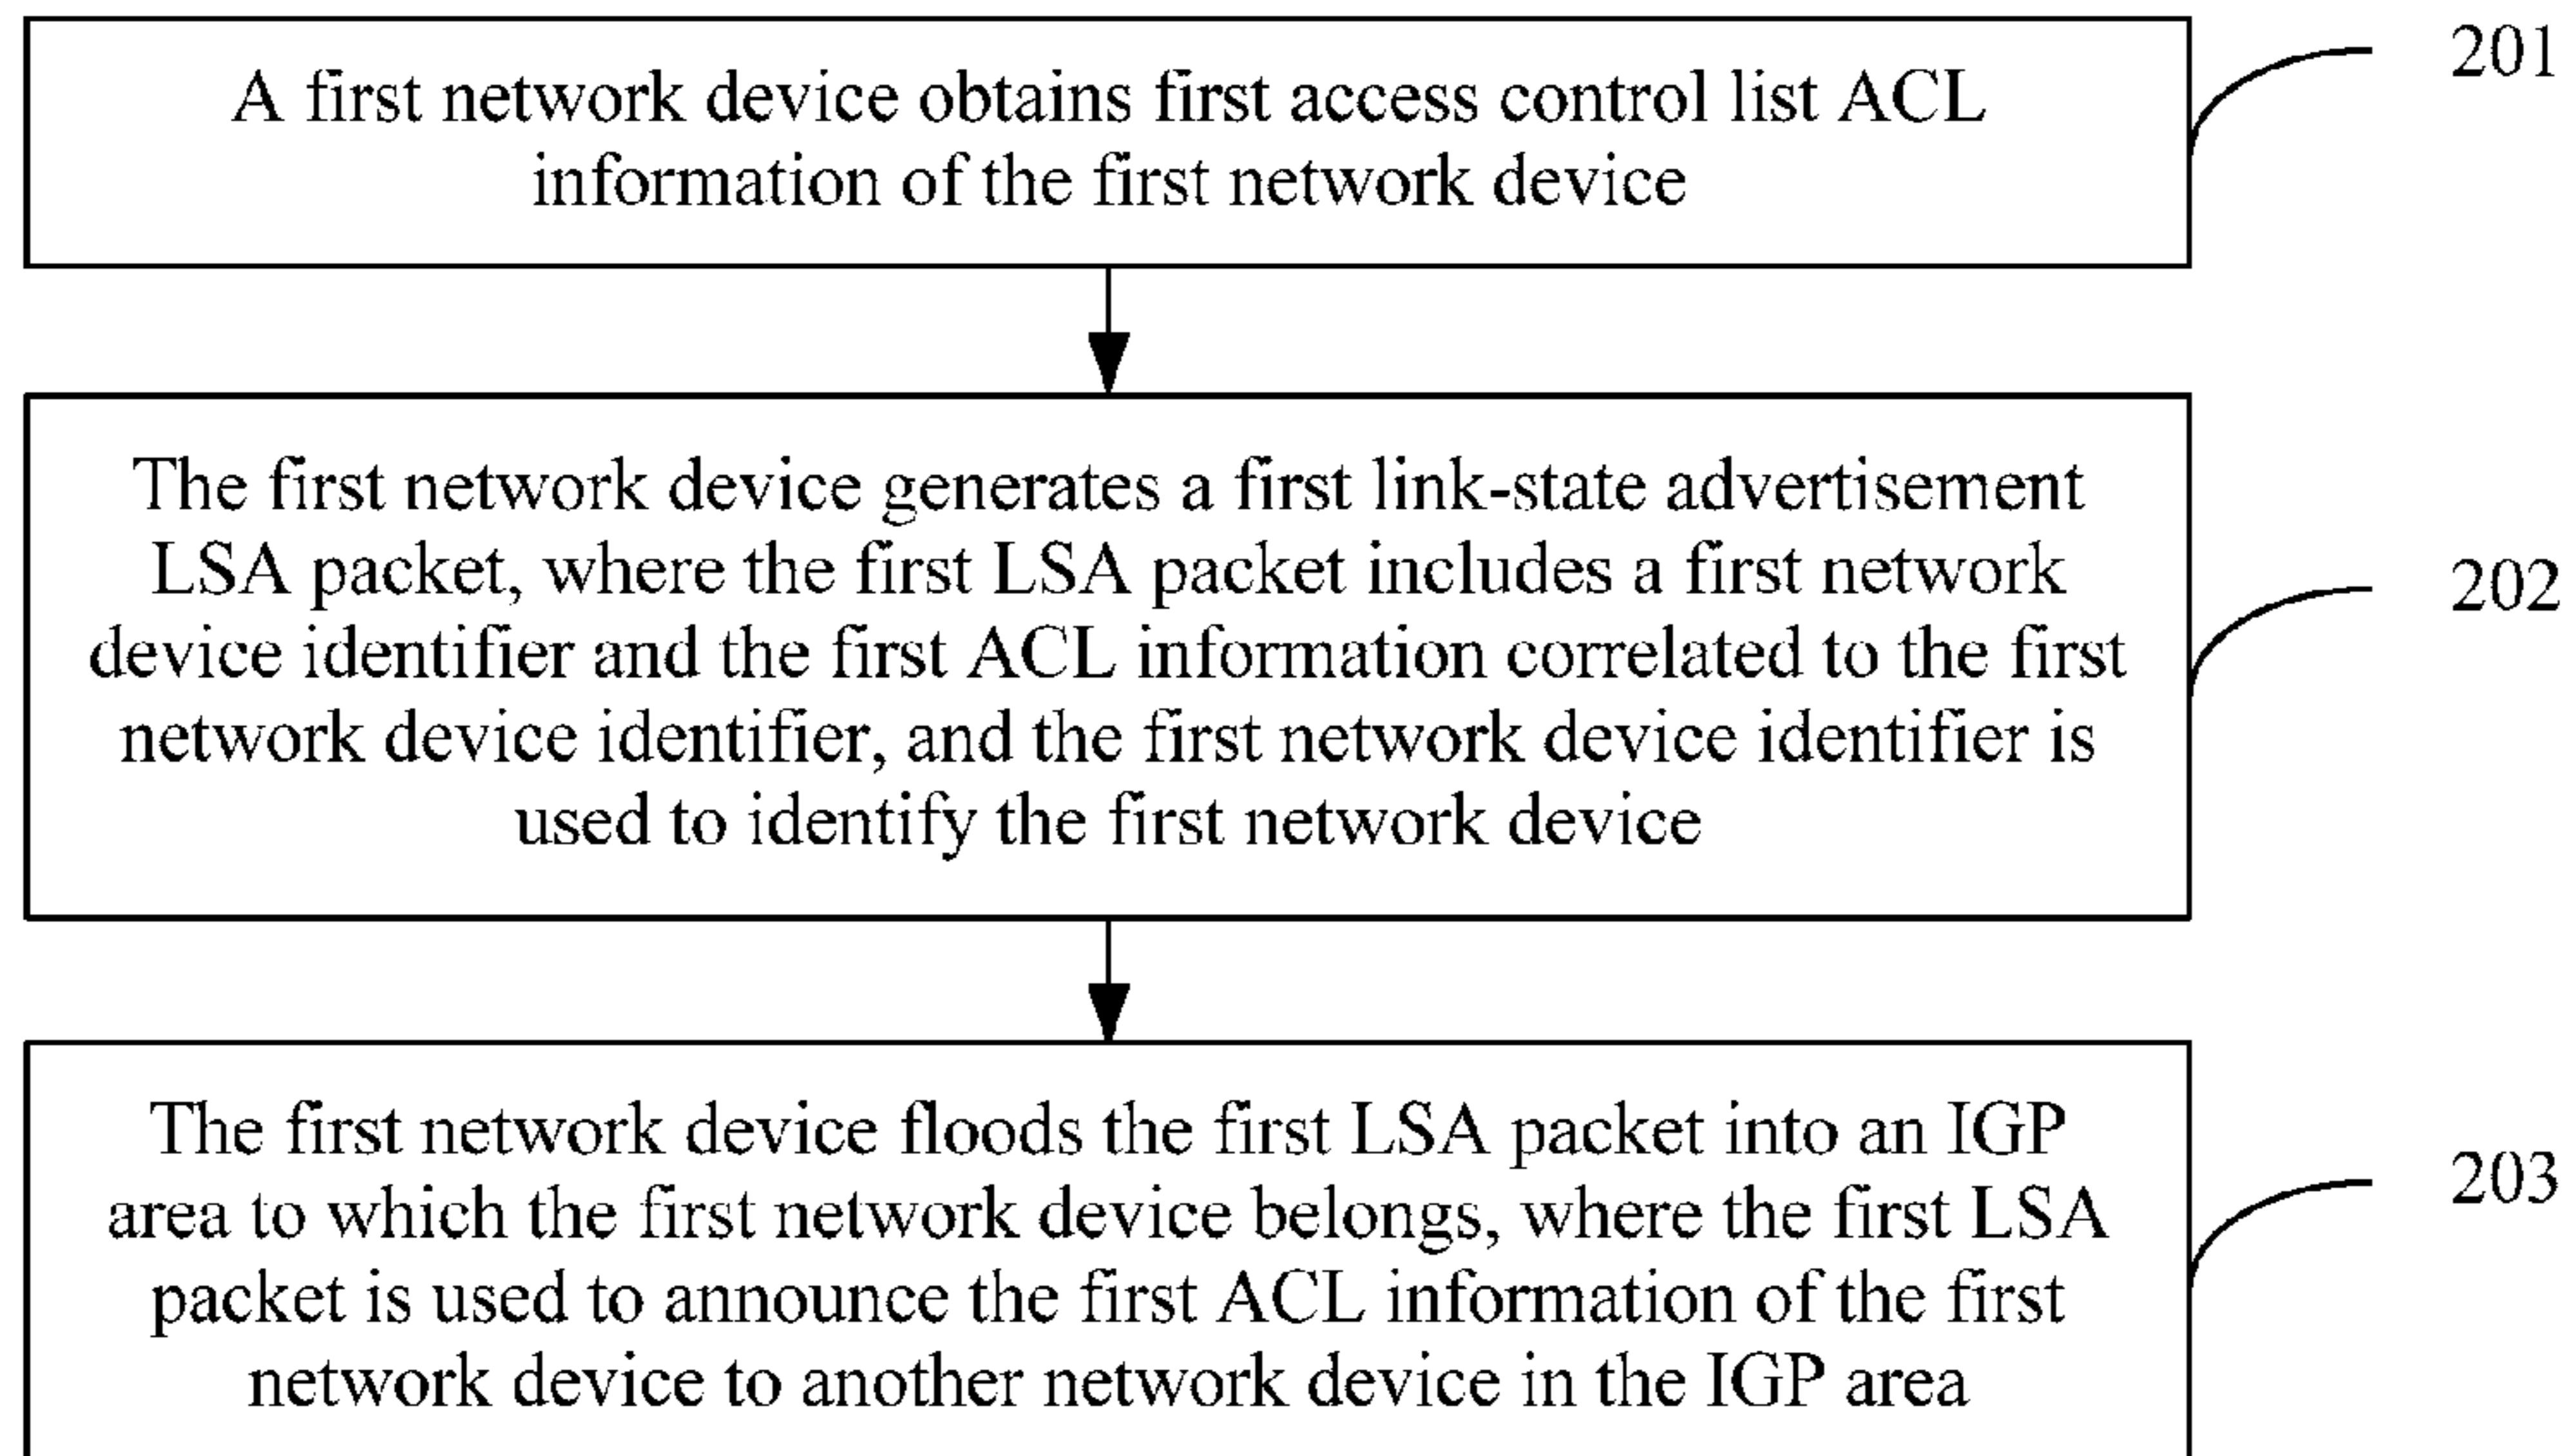 A first network device obtains first access control list ACL
information of the first network device
201
The first network device generates a first link-state advertisement
LSA packet, where the first LSA packet includes a first network
device identifier and the first ACL information correlated to the first
network device identifier, and the first network device identifier is
used to identify the first network device
202
The first network device floods the first LSA packet into an IGP
area to which the first network device belongs, where the first LSA
packet is used to announce the first ACL information of the first
network device to another network device in the IGP area
203